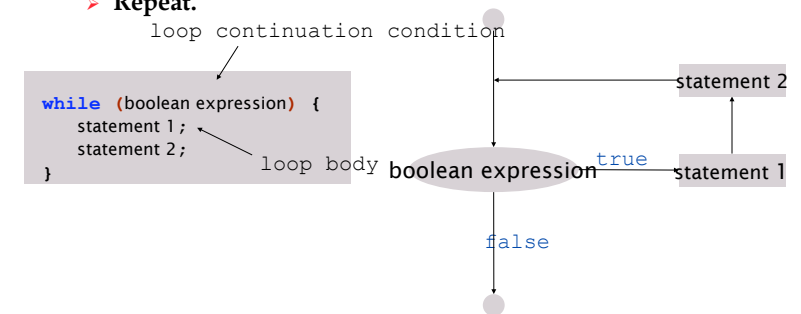 ➢ Repeat.
loop continuation condition
while (boolean expression) {
statement 1;
statement 2;
}
loop body
boolean expression
true
false
statement 2
statement 1